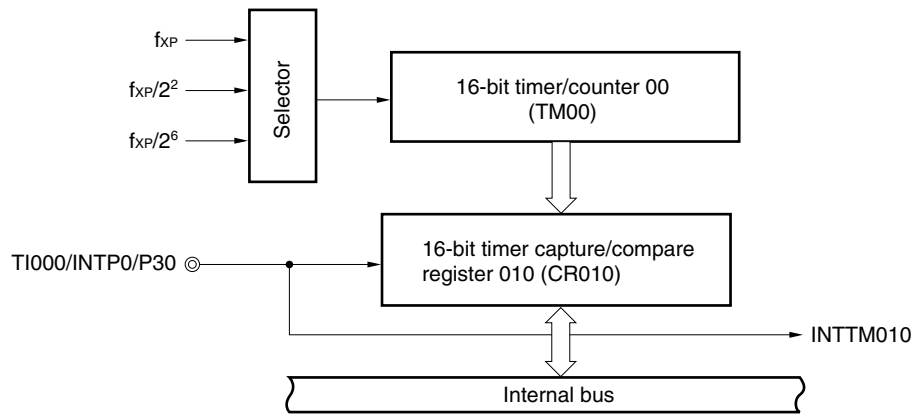 fXP
fXP/2²
fXP/2⁶
Selector
16-bit timer/counter 00
(TM00)
TI000/INTP0/P30
16-bit timer capture/compare
register 010 (CR010)
INTTM010
Internal bus